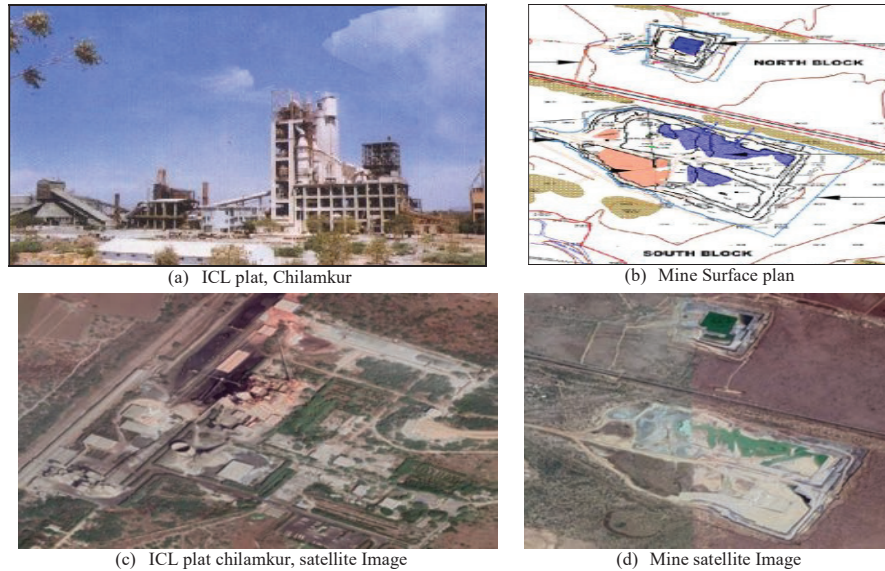 NORTH BLOCK
SOUTH BLOCK
(a) ICL plat, Chilamkur
(b) Mine Surface plan
(c) ICL plat chilamkur, satellite Image
(d) Mine satellite Image